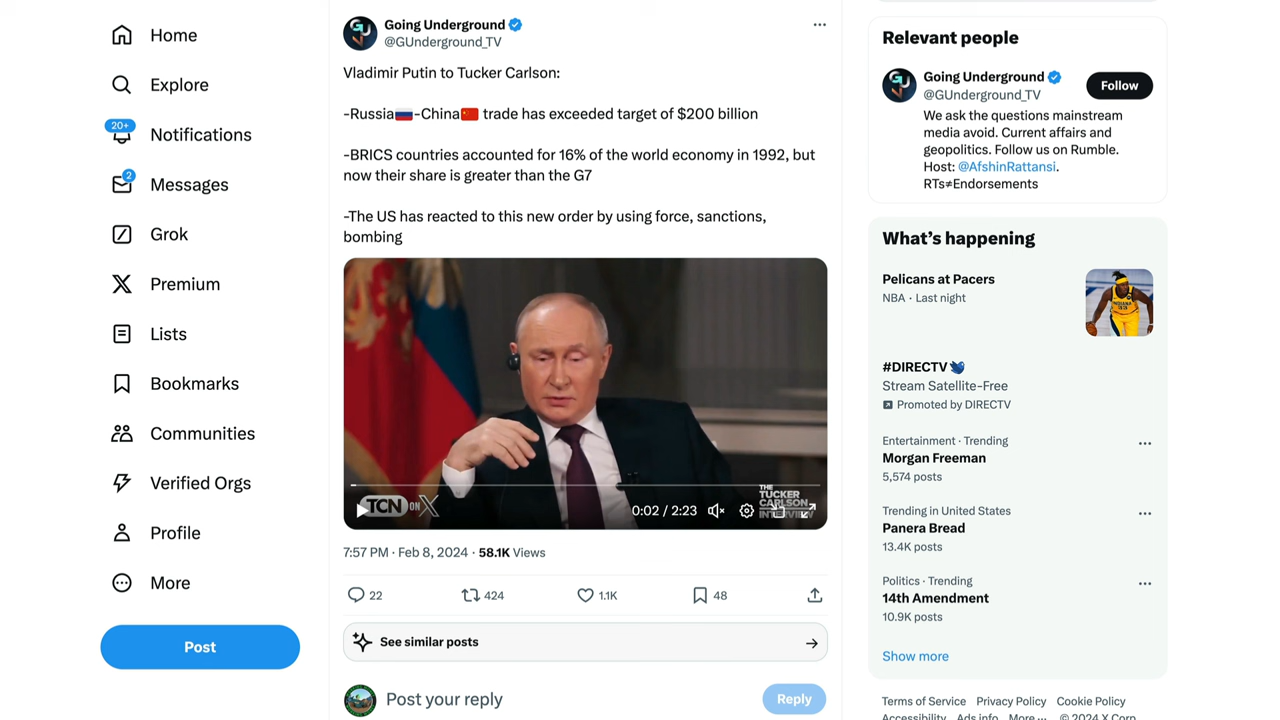 Home
Explore
20+
Notifications
2
Messages
Grok
Premium
Lists
Bookmarks
Communities
Verified Orgs
Profile
More
Post
Going Underground
@GUnderground_TV
Vladimir Putin to Tucker Carlson:
-Russia🇷🇺-China🇨🇳 trade has exceeded target of $200 billion
-BRICS countries accounted for 16% of the world economy in 1992, but
now their share is greater than the G7
-The US has reacted to this new order by using force, sanctions,
bombing
TCN ON X
0:02 / 2:23
THE
TUCKER
CARLSON
INTERVIEW
7:57 PM · Feb 8, 2024 · 58.1K Views
22
424
1.1K
48
See similar posts
Post your reply
Reply
Relevant people
Going Underground
@GUnderground_TV
Follow
We ask the questions mainstream
media avoid. Current affairs and
geopolitics. Follow us on Rumble.
Host: @AfshinRattansi.
RTs≠Endorsements
What's happening
Pelicans at Pacers
NBA · Last night
INDIANA
#DIRECTV
Stream Satellite-Free
Promoted by DIRECTV
Entertainment · Trending
Morgan Freeman
5,574 posts
Trending in United States
Panera Bread
13.4K posts
Politics · Trending
14th Amendment
10.9K posts
Show more
Terms of Service Privacy Policy Cookie Policy
Accessibility Ads info More ··· © 2024 X Corp.